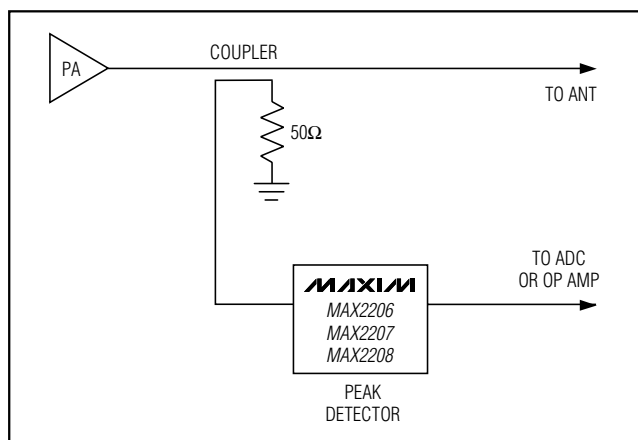 PA
COUPLER
TO ANT
50Ω
TO ADC
OR OP AMP
MAXIM
MAX2206
MAX2207
MAX2208
PEAK
DETECTOR